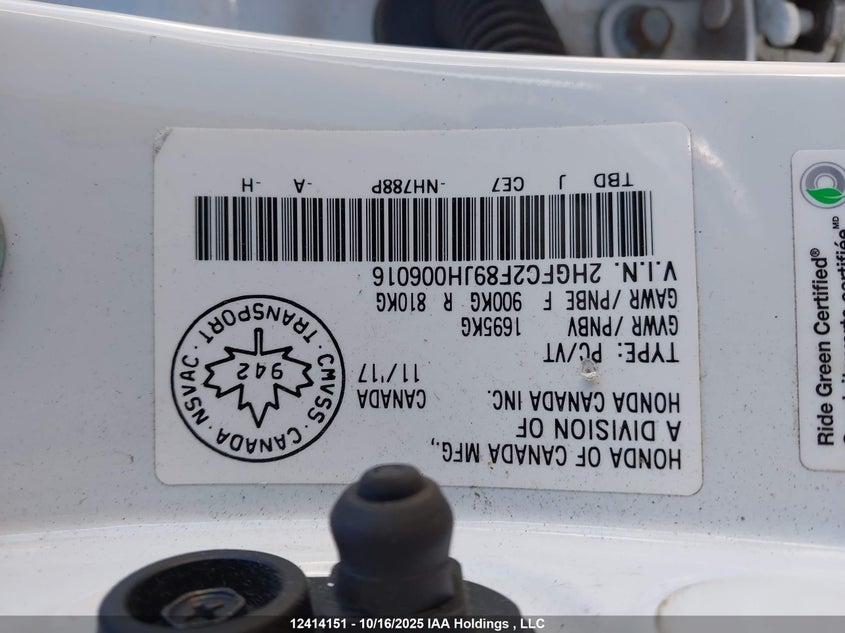 HONDA OF CANADA MFG.,
A DIVISION OF
HONDA CANADA INC.
CANADA 11/'17
TYPE: PC/VT
GVWR / PNBV 1695KG
GAWR / PNBE F 900KG R 810KG
V.I.N. 2HGFC2F89JH006016
TBD J CE7 -NH788P -A -H
CANADA · TRANSPORT · CMVSS · NSVAC
942
Ride Green Certified®
certifiée MD
12414151 - 10/16/2025 IAA Holdings , LLC